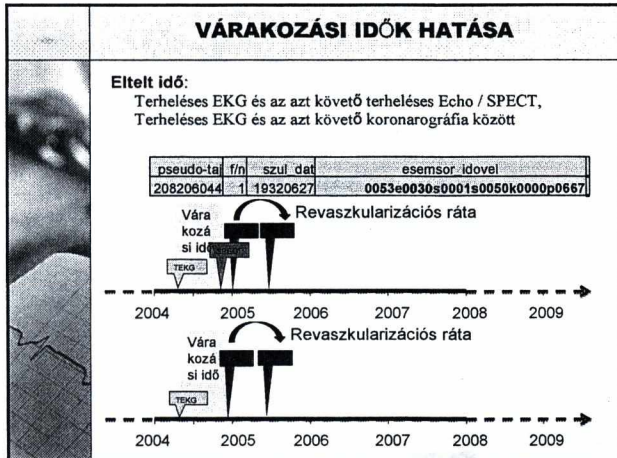 VÁRAKOZÁSI IDŐK HATÁSA
Eltelt idő:
Terheléses EKG és az azt követő terheléses Echo / SPECT,
Terheléses EKG és az azt követő koronarográfia között
pseudo-taj f/n szul_dat esemsor_idovel
208206044 1 19320627 0053e0030s0001s0050k0000p0667
Vára
kozá
si idő
Revaszkularizációs ráta
TEKG
2004 2005 2006 2007 2008 2009
Vára
kozá
si idő
Revaszkularizációs ráta
TEKG
2004 2005 2006 2007 2008 2009